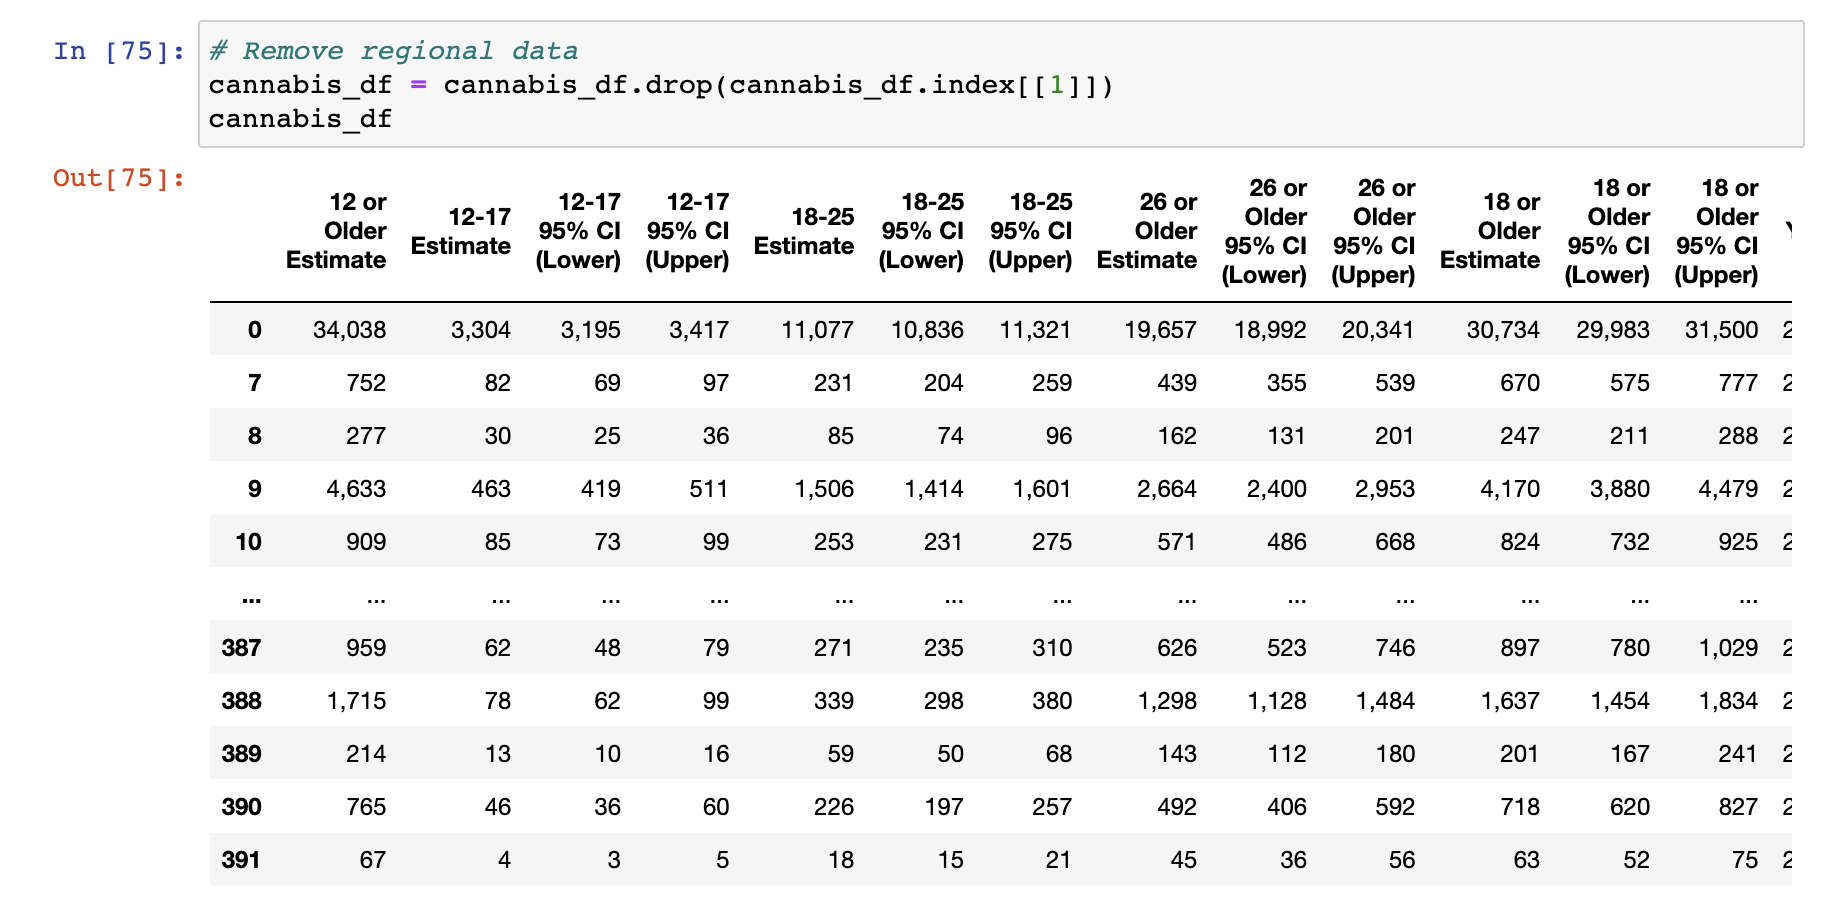 In [75]: # Remove regional data
cannabis_df = cannabis_df.drop(cannabis_df.index[[1]])
cannabis_df
Out[75]:
12 or Older Estimate 12-17 Estimate 12-17 95% CI (Lower) 12-17 95% CI (Upper) 18-25 Estimate 18-25 95% CI (Lower) 18-25 95% CI (Upper) 26 or Older Estimate 26 or Older 95% CI (Lower) 26 or Older 95% CI (Upper) 18 or Older Estimate 18 or Older 95% CI (Lower) 18 or Older 95% CI (Upper)
0 34,038 3,304 3,195 3,417 11,077 10,836 11,321 19,657 18,992 20,341 30,734 29,983 31,500 2
7 752 82 69 97 231 204 259 439 355 539 670 575 777 2
8 277 30 25 36 85 74 96 162 131 201 247 211 288 2
9 4,633 463 419 511 1,506 1,414 1,601 2,664 2,400 2,953 4,170 3,880 4,479 2
10 909 85 73 99 253 231 275 571 486 668 824 732 925 2
... ... ... ... ... ... ... ... ... ... ... ... ... ...
387 959 62 48 79 271 235 310 626 523 746 897 780 1,029 2
388 1,715 78 62 99 339 298 380 1,298 1,128 1,484 1,637 1,454 1,834 2
389 214 13 10 16 59 50 68 143 112 180 201 167 241 2
390 765 46 36 60 226 197 257 492 406 592 718 620 827 2
391 67 4 3 5 18 15 21 45 36 56 63 52 75 2